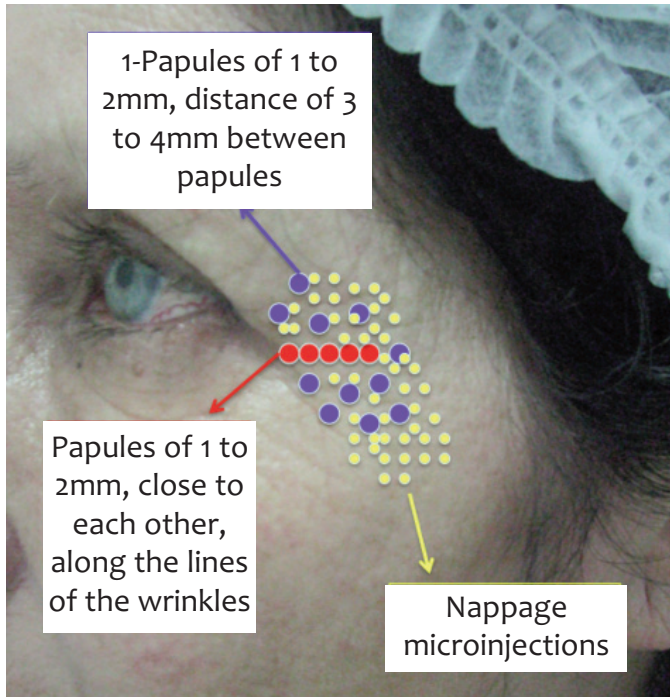 1-Papules of 1 to
2mm, distance of 3
to 4mm between
papules
Papules of 1 to
2mm, close to
each other,
along the lines
of the wrinkles
Nappage
microinjections